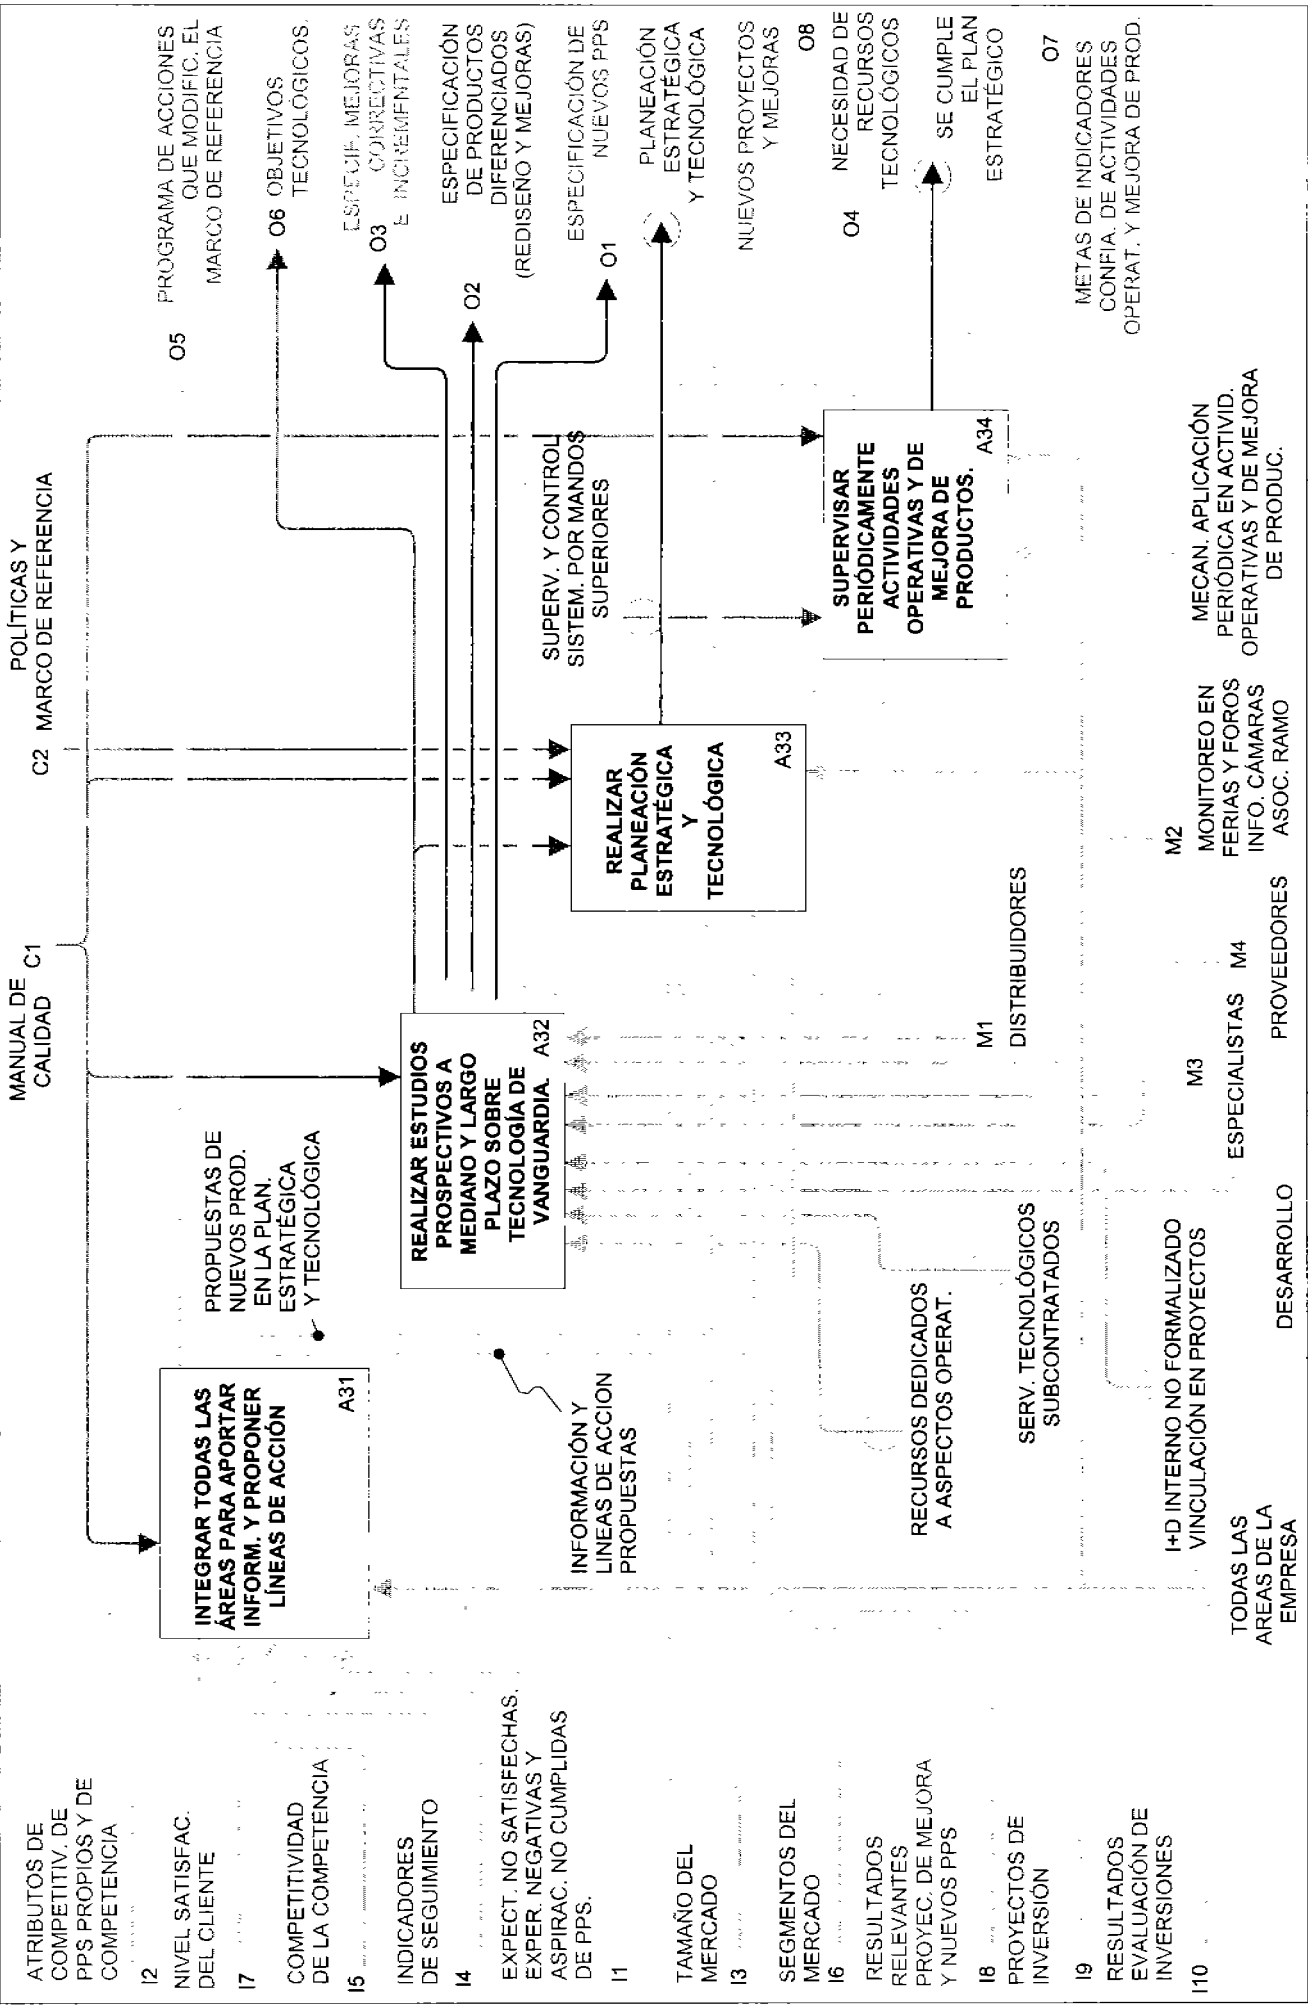 ATRIBUTOS DE
COMPETITIV. DE
PPS PROPIOS Y DE
COMPETENCIA
I2
NIVEL SATISFAC.
DEL CLIENTE
I7
COMPETITIVIDAD
DE LA COMPETENCIA
I5
INDICADORES
DE SEGUIMIENTO
I4
EXPECT. NO SATISFECHAS.
EXPER. NEGATIVAS Y
ASPIRAC. NO CUMPLIDAS
DE PPS.
I1
TAMAÑO DEL
MERCADO
I3
SEGMENTOS DEL
MERCADO
I6
RESULTADOS
RELEVANTES
PROYEC. DE MEJORA
Y NUEVOS PPS
I8
PROYECTOS DE
INVERSIÓN
I9
RESULTADOS
EVALUACIÓN DE
INVERSIONES
I10
MANUAL DE
CALIDAD
C1
POLÍTICAS Y
MARCO DE REFERENCIA
C2
INTEGRAR TODAS LAS
ÁREAS PARA APORTAR
INFORM. Y PROPONER
LÍNEAS DE ACCIÓN
A31
PROPUESTAS DE
NUEVOS PROD.
EN LA PLAN.
ESTRATÉGICA
Y TECNOLÓGICA
INFORMACIÓN Y
LINEAS DE ACCION
PROPUESTAS
REALIZAR ESTUDIOS
PROSPECTIVOS A
MEDIANO Y LARGO
PLAZO SOBRE
TECNOLOGÍA DE
VANGUARDIA.
A32
REALIZAR
PLANEACIÓN
ESTRATÉGICA
Y
TECNOLÓGICA
A33
SUPERV. Y CONTROL
SISTEM. POR MANDOS
SUPERIORES
SUPERVISAR
PERIÓDICAMENTE
ACTIVIDADES
OPERATIVAS Y DE
MEJORA DE
PRODUCTOS.
A34
O5
PROGRAMA DE ACCIONES
QUE MODIFIC. EL
MARCO DE REFERENCIA
O6
OBJETIVOS
TECNOLÓGICOS.
O3
ESPECIF. MEJORAS
CORRECTIVAS
E INCREMENTALES
O2
ESPECIFICACIÓN
DE PRODUCTOS
DIFERENCIADOS
(REDISEÑO Y MEJORAS)
O1
ESPECIFICACIÓN DE
NUEVOS PPS
PLANEACIÓN
ESTRATÉGICA
Y TECNOLÓGICA
NUEVOS PROYECTOS
Y MEJORAS
O8
O4
NECESIDAD DE
RECURSOS
TECNOLÓGICOS
SE CUMPLE
EL PLAN
ESTRATÉGICO
O7
METAS DE INDICADORES
CONFIA. DE ACTIVIDADES
OPERAT. Y MEJORA DE PROD.
RECURSOS DEDICADOS
A ASPECTOS OPERAT.
SERV. TECNOLÓGICOS
SUBCONTRATADOS
I+D INTERNO NO FORMALIZADO
VINCULACIÓN EN PROYECTOS
TODAS LAS
AREAS DE LA
EMPRESA
DESARROLLO
M3
ESPECIALISTAS
M4
PROVEEDORES
M1
DISTRIBUIDORES
M2
MONITOREO EN
FERIAS Y FOROS
INFO. CAMARAS
ASOC. RAMO
MECAN. APLICACIÓN
PERIÓDICA EN ACTIVID.
OPERATIVAS Y DE MEJORA
DE PRODUC.